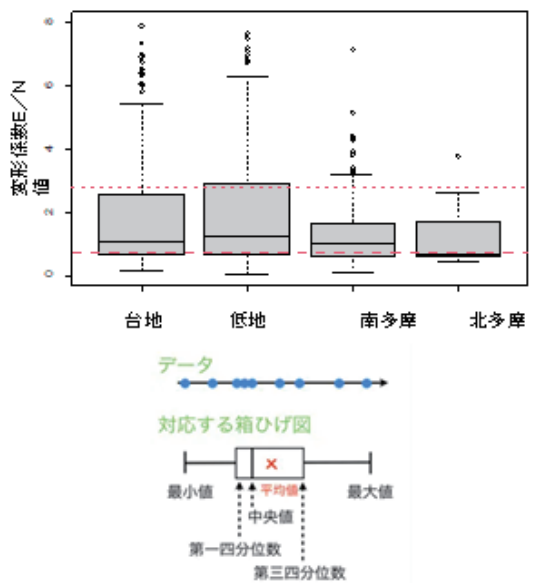 8
6
4
2
0
変形係数E/N
値
台地
低地
南多摩
北多摩
データ
対応する箱ひげ図
平均値
最小値
最大値
中央値
第一四分位数
第三四分位数